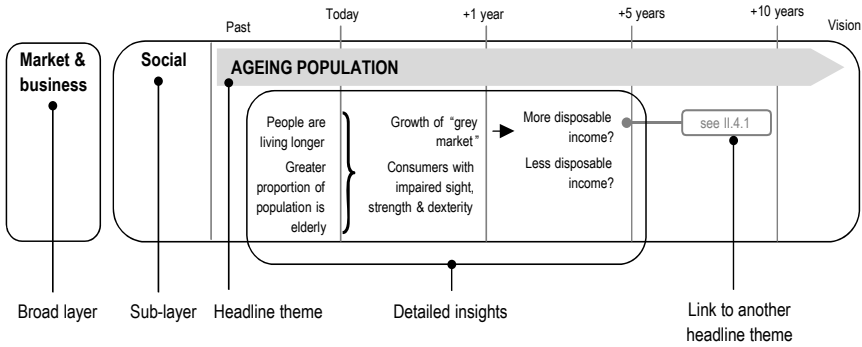 Past
Today
+1 year
+5 years
+10 years
Vision
Market &
business
Social
AGEING POPULATION
People are
living longer
Greater
proportion of
population is
elderly
Growth of “grey
market”
Consumers with
impaired sight,
strength & dexterity
More disposable
income?
Less disposable
income?
see II.4.1
Broad layer
Sub-layer
Headline theme
Detailed insights
Link to another
headline theme